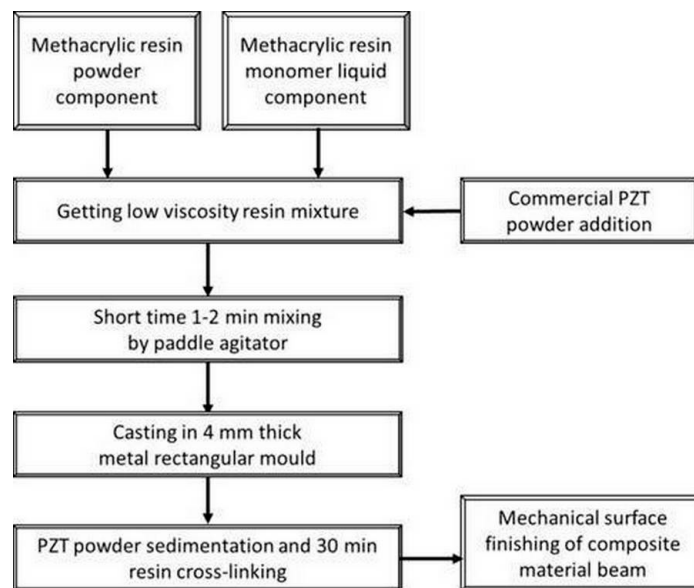 Methacrylic resin
powder
component
Methacrylic resin
monomer liquid
component
Getting low viscosity resin mixture
Commercial PZT
powder addition
Short time 1-2 min mixing
by paddle agitator
Casting in 4 mm thick
metal rectangular mould
PZT powder sedimentation and 30 min
resin cross-linking
Mechanical surface
finishing of composite
material beam